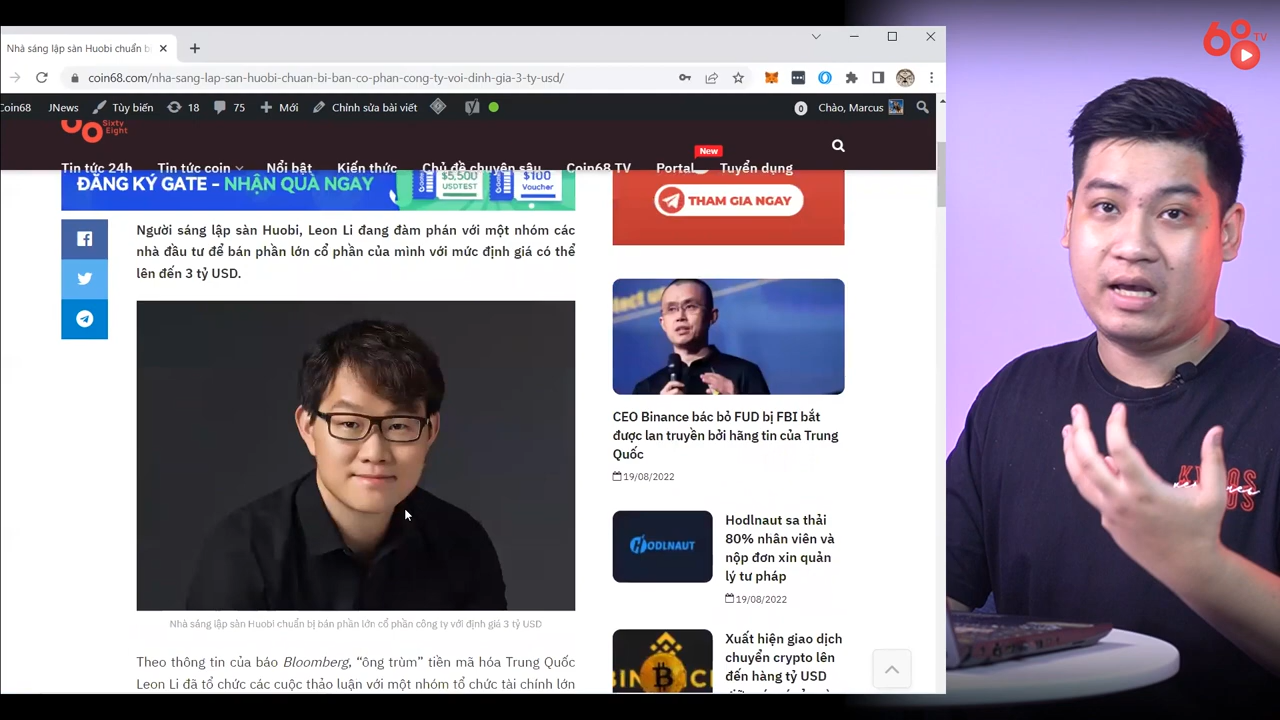 68 TV
Nhà sáng lập sàn Huobi chuẩn bị
coin68.com/nha-sang-lap-san-huobi-chuan-bi-ban-co-phan-cong-ty-voi-dinh-gia-3-ty-usd/
Coin68 JNews Tùy biến 18 75 Mới Chỉnh sửa bài viết 0 Chào, Marcus
Sixty
Eight
New
Tin tức 24h Tin tức coin Nổi bật Kiến thức Chủ đề chuyên sâu Coin68 TV Portal Tuyển dụng
ĐĂNG KÝ GATE - NHẬN QUÀ NGAY
$5,500
USDTEST
$100
Voucher
THAM GIA NGAY
Người sáng lập sàn Huobi, Leon Li đang đàm phán với một nhóm các
nhà đầu tư để bán phần lớn cổ phần của mình với mức định giá có thể
lên đến 3 tỷ USD.
Nhà sáng lập sàn Huobi chuẩn bị bán phần lớn cổ phần công ty với định giá 3 tỷ USD
Theo thông tin của báo Bloomberg, “ông trùm” tiền mã hóa Trung Quốc
Leon Li đã tổ chức các cuộc thảo luận với một nhóm tổ chức tài chính lớn
CEO Binance bác bỏ FUD bị FBI bắt
được lan truyền bởi hãng tin của Trung
Quốc
19/08/2022
HODLNAUT
Hodlnaut sa thải
80% nhân viên và
nộp đơn xin quản
lý tư pháp
19/08/2022
Xuất hiện giao dịch
chuyển crypto lên
đến hàng tỷ USD